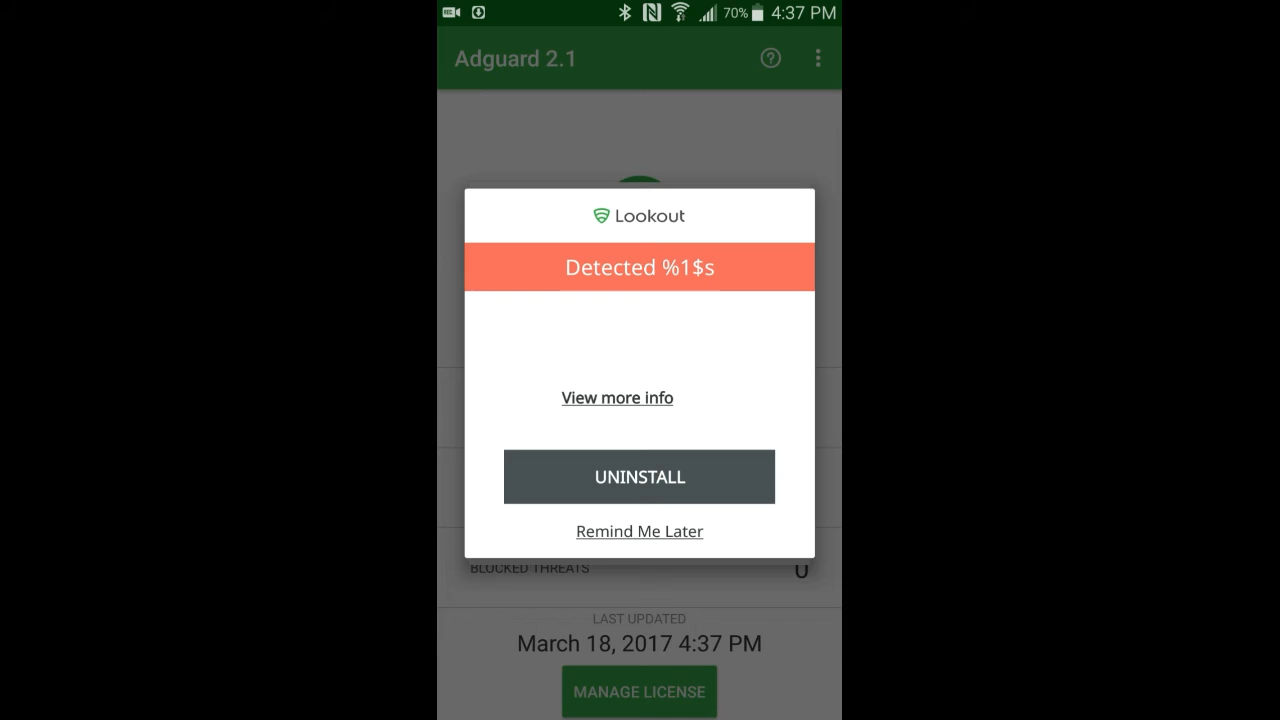 70% 4:37 PM
Adguard 2.1
Lookout
Detected %1$s
View more info
UNINSTALL
Remind Me Later
BLOCKED THREATS 0
LAST UPDATED
March 18, 2017 4:37 PM
MANAGE LICENSE